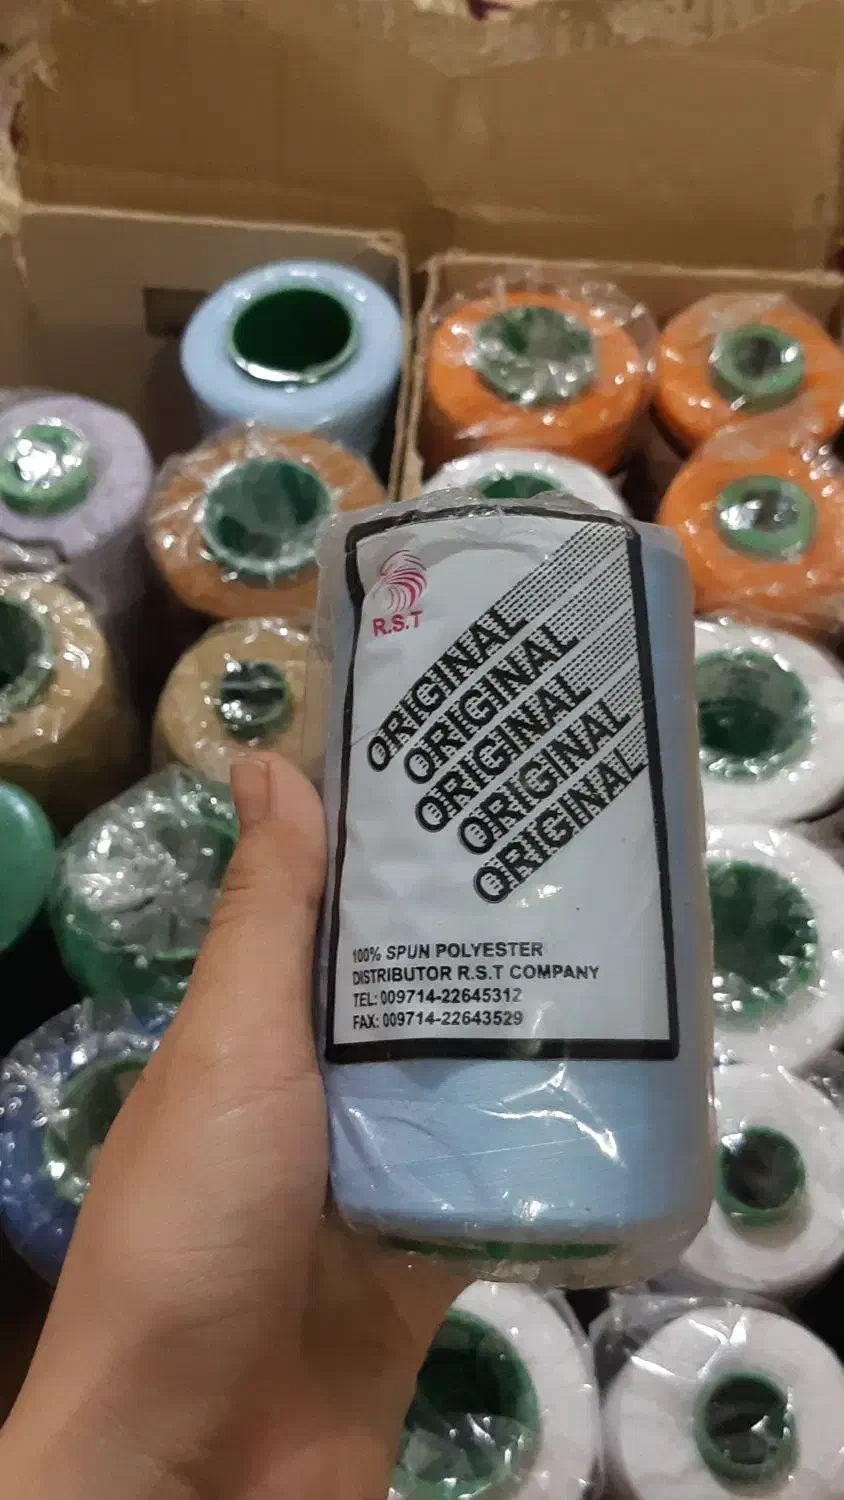 R.S.T
ORIGINAL
ORIGINAL
ORIGINAL
ORIGINAL
ORIGINAL
100% SPUN POLYESTER
DISTRIBUTOR R.S.T COMPANY
TEL: 009714-22645312
FAX: 009714-22643529